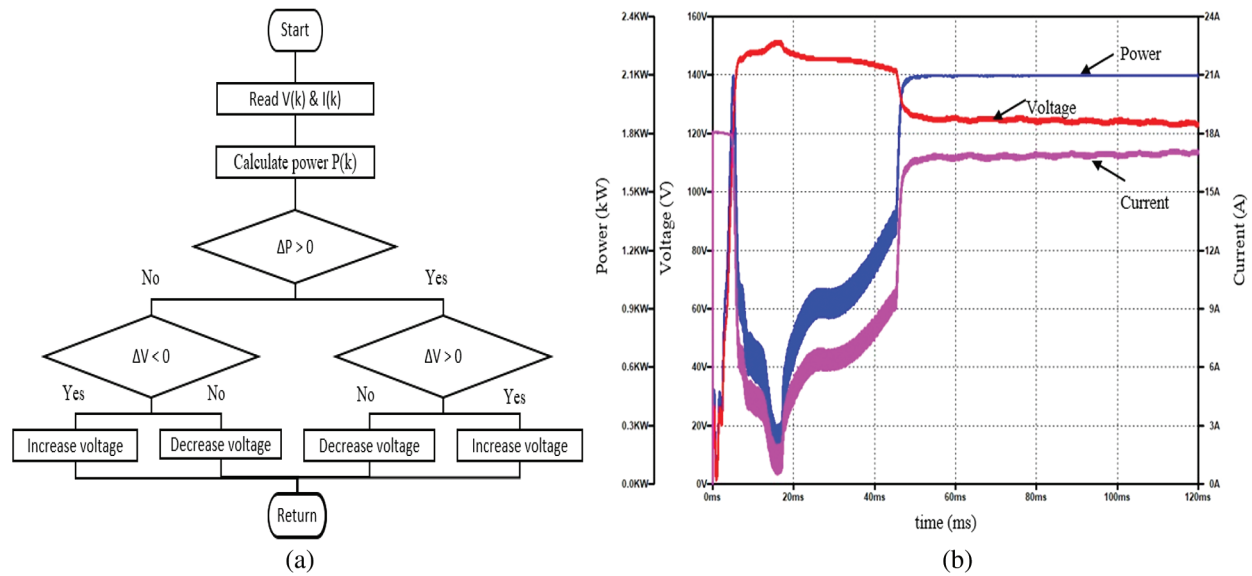 Start
Read V(k) & I(k)
Calculate power P(k)
ΔP > 0
No
Yes
ΔV < 0
ΔV > 0
Yes
No
No
Yes
Increase voltage
Decrease voltage
Decrease voltage
Increase voltage
Return
(a)
2.4KW
2.1KW
1.8KW
1.5KW
1.2KW
0.9KW
0.6KW
0.3KW
0.0KW
Power (kW)
160V
140V
120V
100V
80V
60V
40V
20V
0V
Voltage (V)
Power
Voltage
Current
24A
21A
18A
15A
12A
9A
6A
3A
0A
Current (A)
0ms
20ms
40ms
60ms
80ms
100ms
120ms
time (ms)
(b)